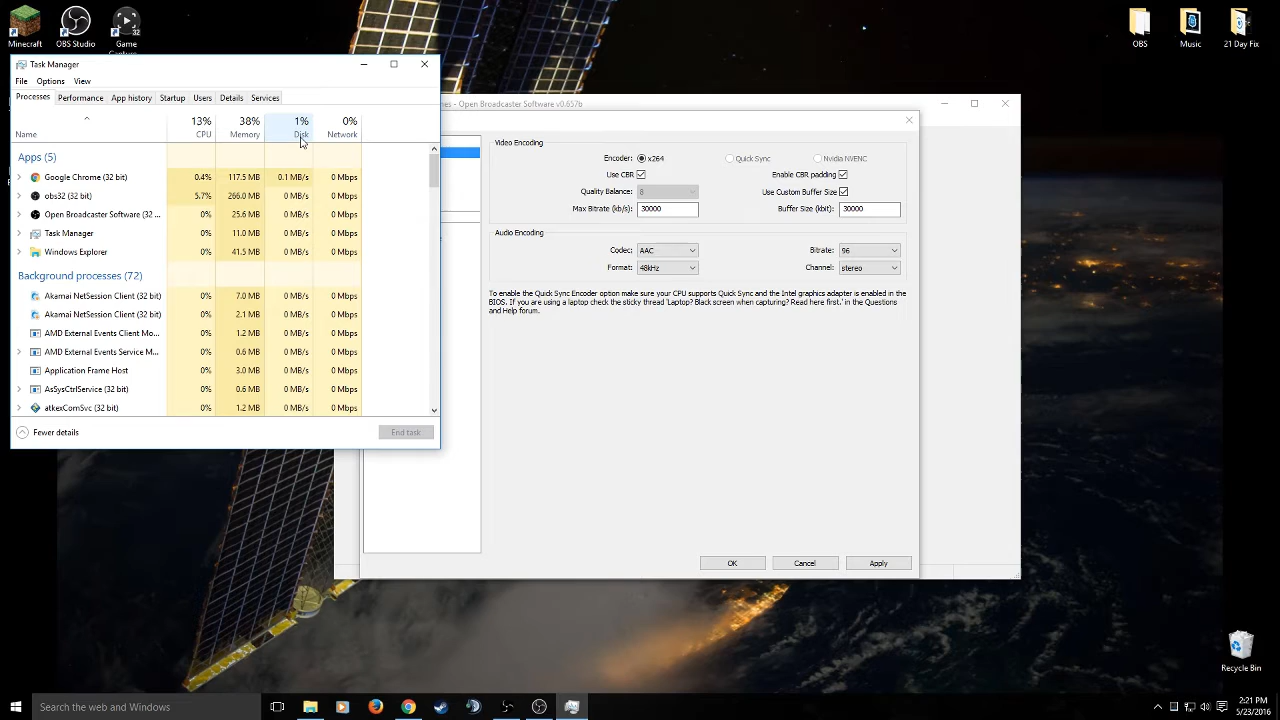 Minecraft
OBS Studio
Game
Capture
32
OBS
Music
21 Day Fix
Task Manager
File Options View
Processes Performance App history Startup Users Details Services
13% 38% 1% 0%
Name CPU Memory Disk Network
Apps (5)
Google Chrome (32 bit) 0.4% 117.5 MB 0.1 MB/s 0 Mbps
obs32 (32 bit) 5.7% 266.0 MB 0 MB/s 0 Mbps
Open Broadcaster Software (32 ... 0% 25.6 MB 0 MB/s 0 Mbps
Task Manager 0% 11.0 MB 0 MB/s 0 Mbps
Windows Explorer 0% 41.5 MB 0 MB/s 0 Mbps
Background processes (72)
Akamai NetSession Client (32 bit) 0% 7.0 MB 0 MB/s 0 Mbps
Akamai NetSession Client (32 bit) 0% 2.1 MB 0 MB/s 0 Mbps
AMD External Events Client Mo... 0% 1.2 MB 0 MB/s 0 Mbps
AMD External Events Service M... 0% 0.6 MB 0 MB/s 0 Mbps
Application Frame Host 0% 3.0 MB 0 MB/s 0 Mbps
AsSysCtrlService (32 bit) 0% 0.6 MB 0 MB/s 0 Mbps
atkexComSvc (32 bit) 0% 1.2 MB 0 MB/s 0 Mbps
Fewer details End task
- Open Broadcaster Software v0.657b
Video Encoding
Encoder: x264 Quick Sync Nvidia NVENC
Use CBR Enable CBR padding
Quality Balance: 8 Use Custom Buffer Size
Max Bitrate (kb/s): 30000 Buffer Size (kbit): 30000
Audio Encoding
Codec: AAC Bitrate: 96
Format: 48kHz Channel: stereo
To enable the Quick Sync Encoder option make sure your CPU supports Quick Sync and the Intel graphics adapter is enabled in the
BIOS. If you are using a laptop check the sticky thread 'Laptop? Black screen when capturing? Read here first.' in the Questions
and Help forum.
OK Cancel Apply
Recycle Bin
Search the web and Windows
2:21 PM
5/23/2016